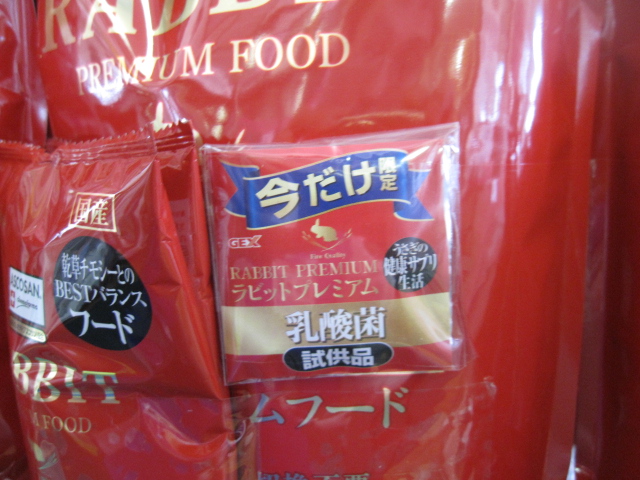 RABBIT
PREMIUM FOOD
今だけ限定
GEX
Fine Quality
RABBIT PREMIUM
ラビットプレミアム
うさぎの
健康サプリ
生活
乳酸菌
試供品
国産
乾草チモシーとの
BESTバランス
フード
BBIT
M FOOD
ムフード